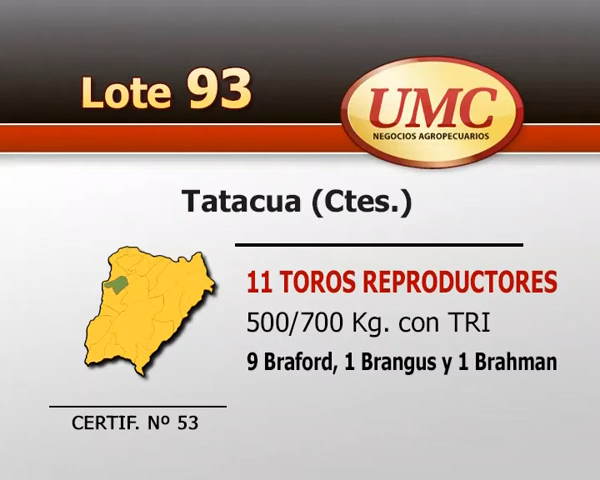 Lote 93
UMC
NEGOCIOS AGROPECUARIOS
Tatacua (Ctes.)
11 TOROS REPRODUCTORES
500/700 Kg. con TRI
9 Braford, 1 Brangus y 1 Brahman
CERTIF. Nº 53